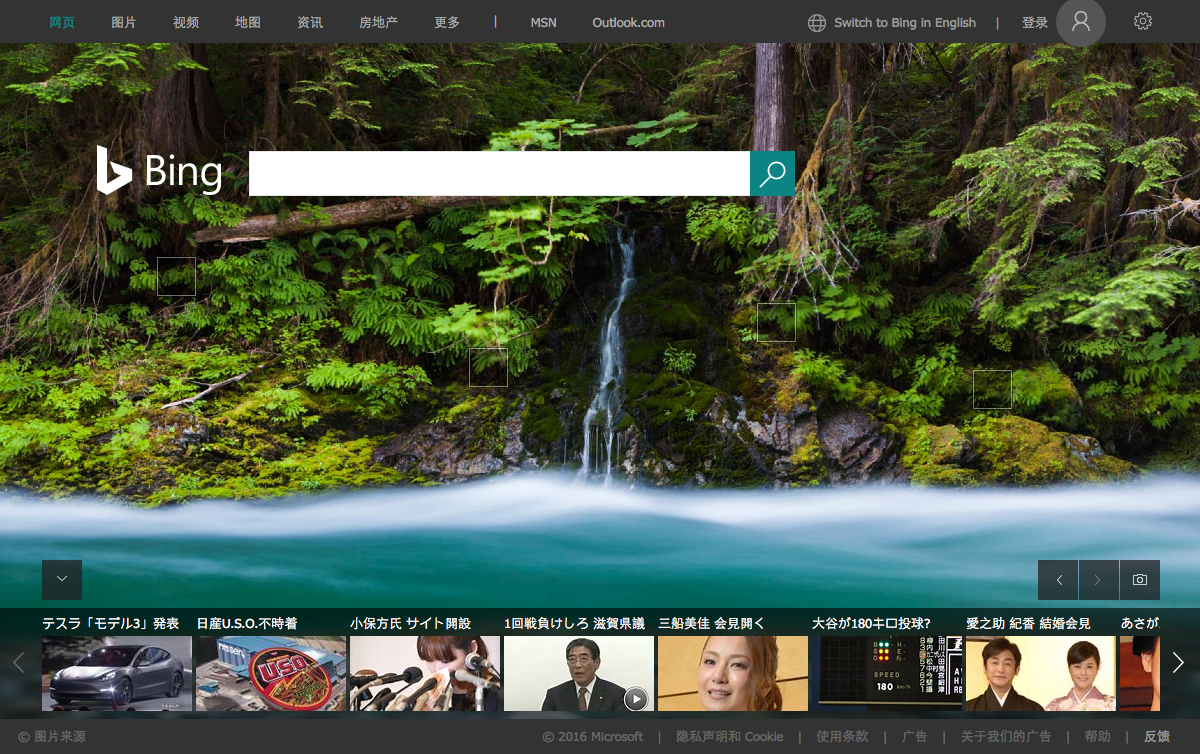 网页 图片 视频 地图 资讯 房地产 更多 | MSN Outlook.com Switch to Bing in English | 登录
Bing
テスラ「モデル3」発表 日産U.S.O.不時着 小保方氏 サイト開設 1回戦負けしろ 滋賀県議 三船美佳 会見開く 大谷が180キロ投球? 愛之助 紀香 結婚会見 あさが
nissen
U.S.O.
SPEED
180 km/h
© 图片来源 © 2016 Microsoft | 隐私声明和 Cookie | 使用条款 | 广告 | 关于我们的广告 | 帮助 | 反馈